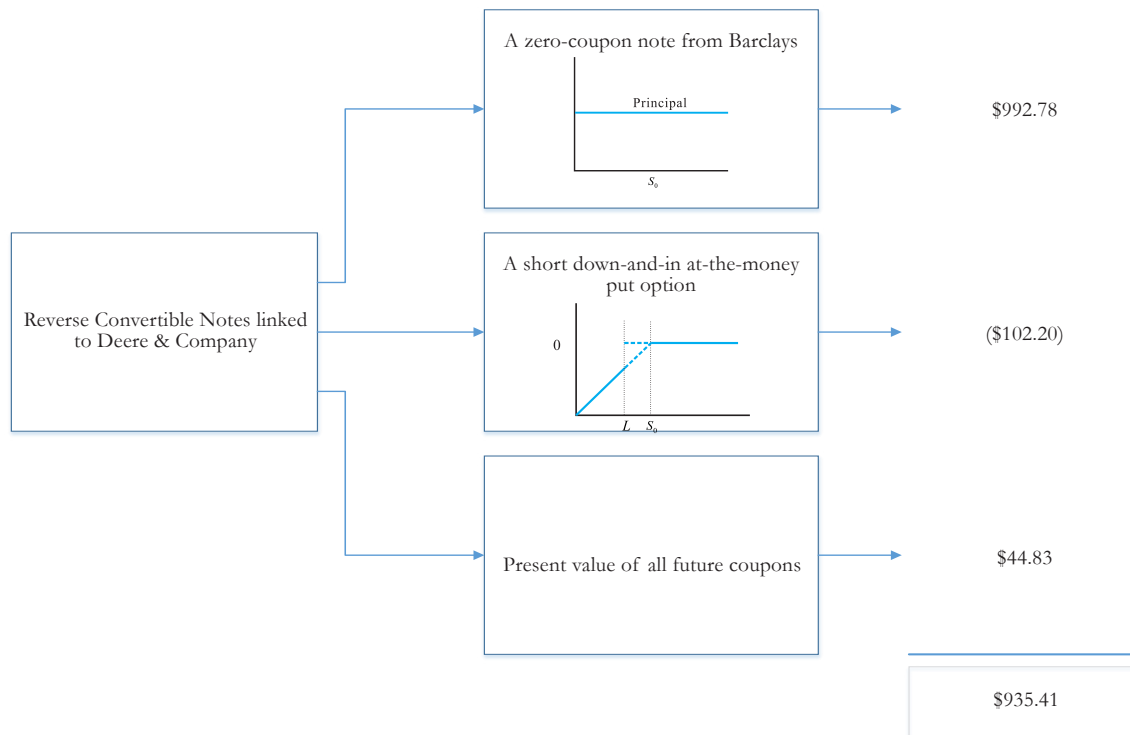 A zero-coupon note from Barclays
Principal
S₀
$992.78
Reverse Convertible Notes linked
to Deere & Company
A short down-and-in at-the-money
put option
0
L S₀
($102.20)
Present value of all future coupons
$44.83
$935.41